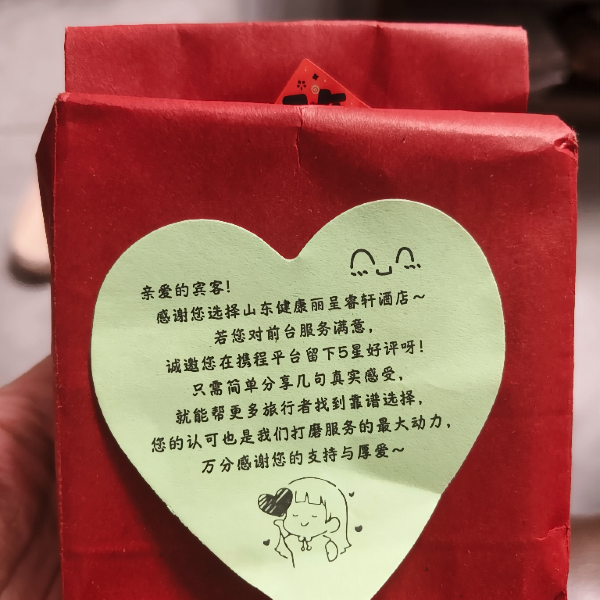 亲爱的宾客!
感谢您选择山东健康丽呈睿轩酒店~
若您对前台服务满意,
诚邀您在携程平台留下5星好评呀!
只需简单分享几句真实感受,
就能帮更多旅行者找到靠谱选择,
您的认可也是我们打磨服务的最大动力,
万分感谢您的支持与厚爱~